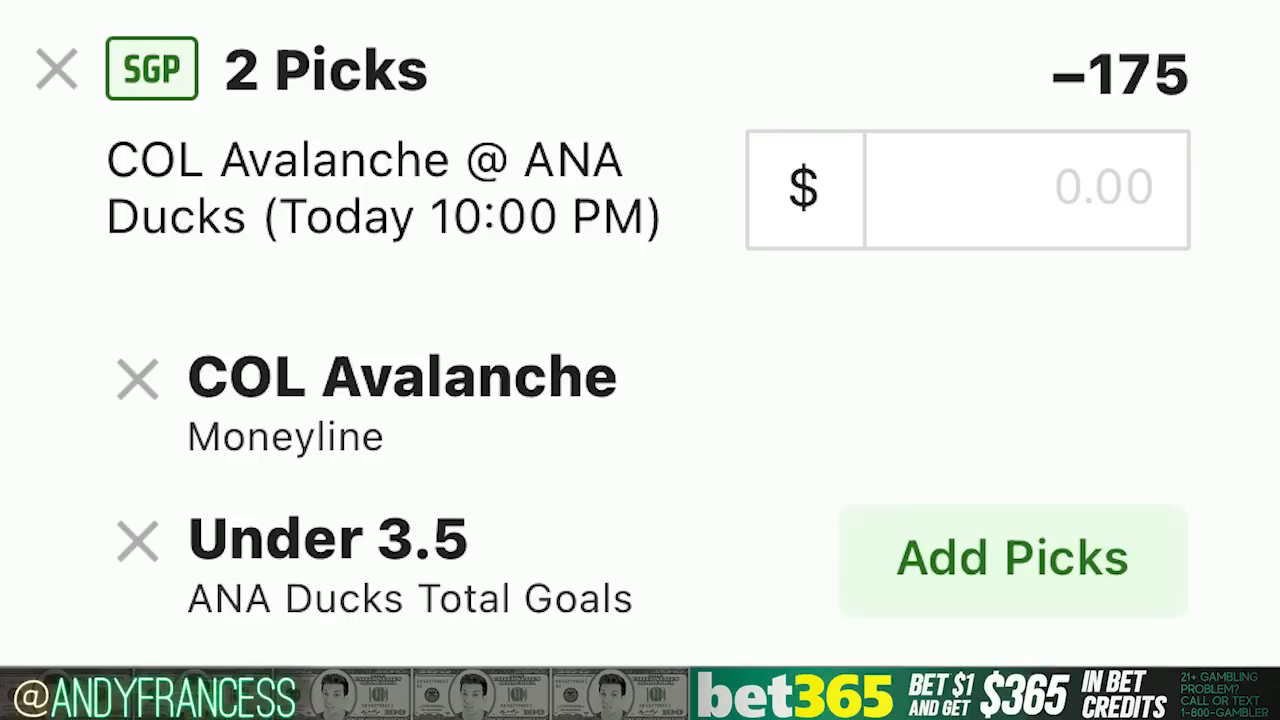 SGP 2 Picks −175
COL Avalanche @ ANA
Ducks (Today 10:00 PM)
$ 0.00
COL Avalanche
Moneyline
Under 3.5
ANA Ducks Total Goals
Add Picks
@ANDYFRANCESS
bet365
BET $1
AND GET
$365
IN BET
CREDITS
21+ GAMBLING
PROBLEM?
CALL OR TEXT
1-800-GAMBLER